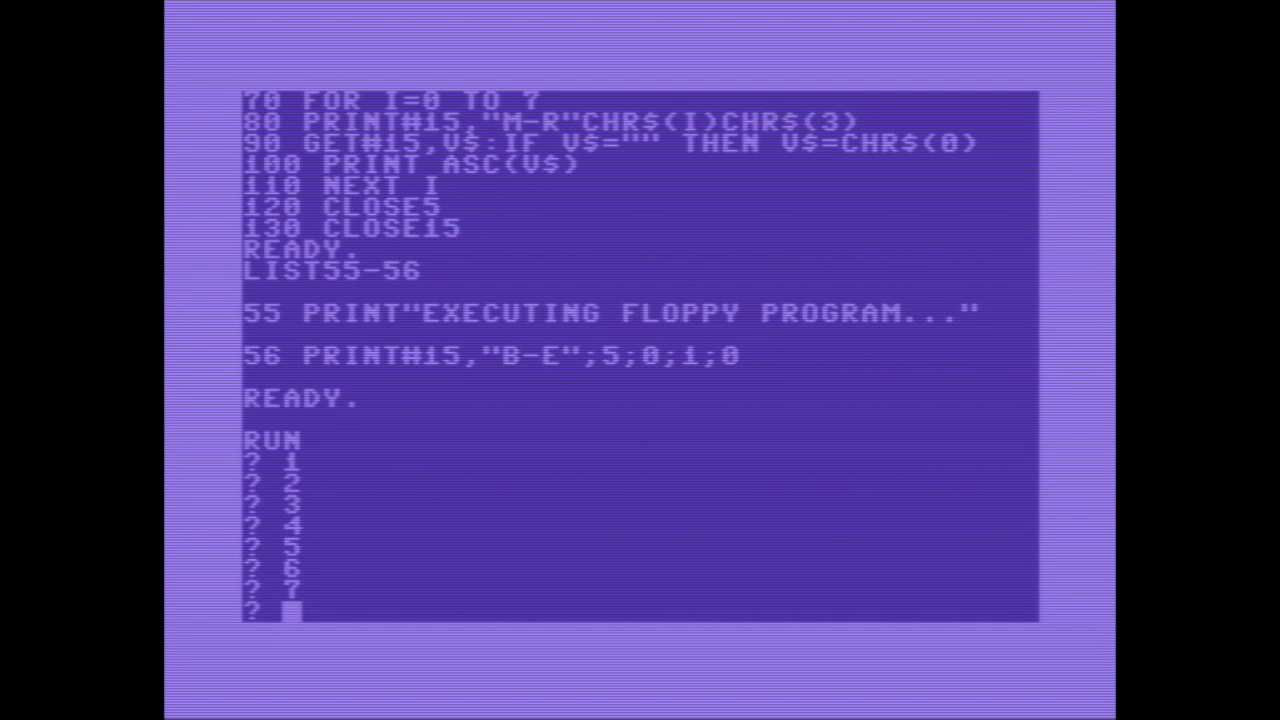 70 FOR I=0 TO 7
80 PRINT#15,"M-R"CHR$(I)CHR$(3)
90 GET#15,V$:IF V$="" THEN V$=CHR$(0)
100 PRINT ASC(V$)
110 NEXT I
120 CLOSE5
130 CLOSE15
READY.
LIST55-56
55 PRINT"EXECUTING FLOPPY PROGRAM..."
56 PRINT#15,"B-E";5;0;1;0
READY.
RUN
? 1
? 2
? 3
? 4
? 5
? 6
? 7
?